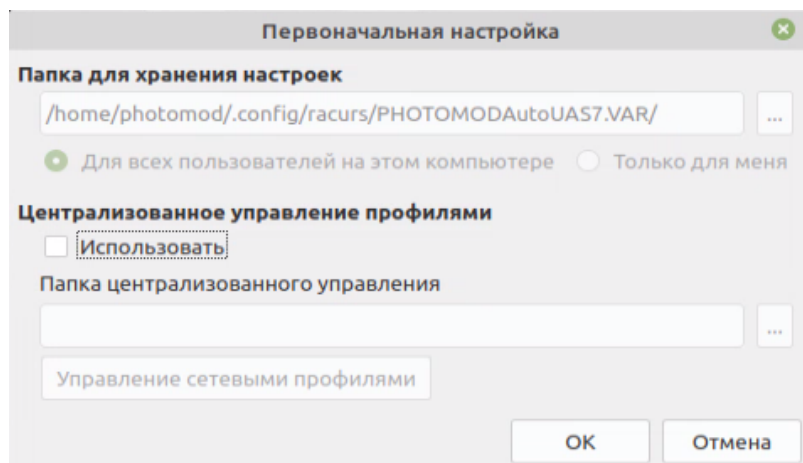 Первоначальная настройка
Папка для хранения настроек
/home/photomod/.config/racurs/PHOTOMODAutoUAS7.VAR/ ...
Для всех пользователей на этом компьютере Только для меня
Централизованное управление профилями
Использовать
Папка централизованного управления
...
Управление сетевыми профилями
OK Отмена